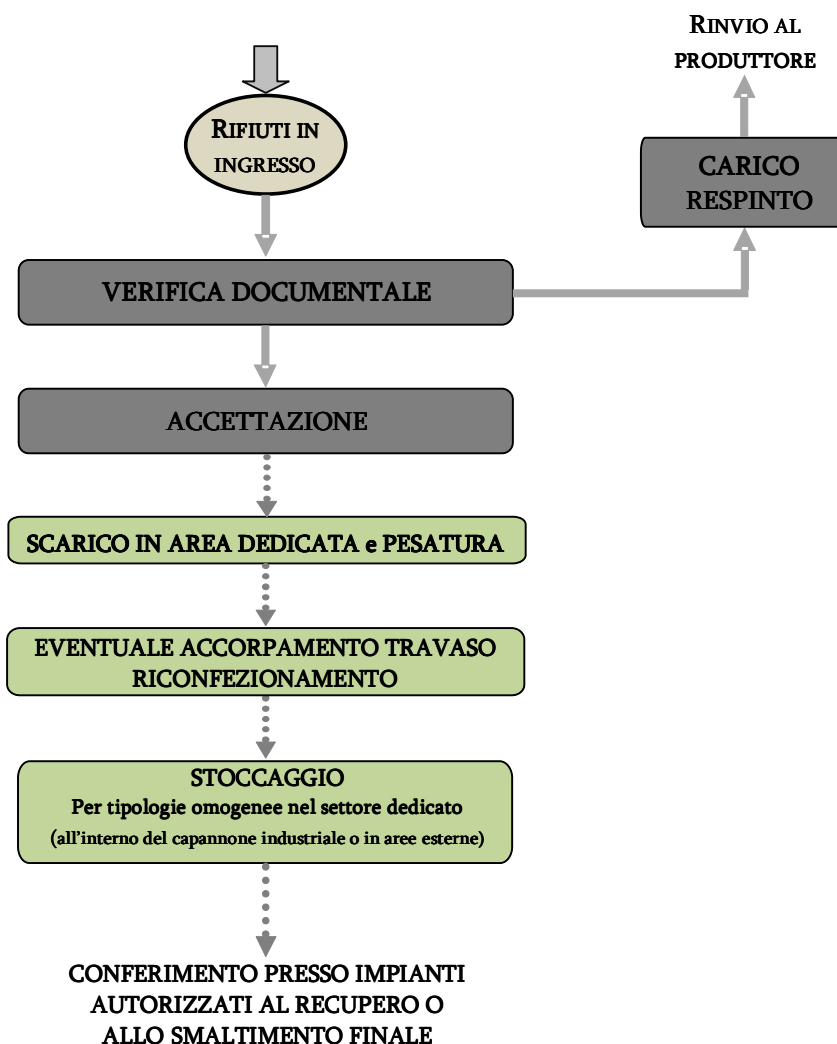 RINVIO AL
PRODUTTORE
RIFIUTI IN
INGRESSO
CARICO
RESPINTO
VERIFICA DOCUMENTALE
ACCETTAZIONE
SCARICO IN AREA DEDICATA e PESATURA
EVENTUALE ACCORPAMENTO TRAVASO
RICONFEZIONAMENTO
STOCCAGGIO
Per tipologie omogenee nel settore dedicato
(all'interno del capannone industriale o in aree esterne)
CONFERIMENTO PRESSO IMPIANTI
AUTORIZZATI AL RECUPERO O
ALLO SMALTIMENTO FINALE